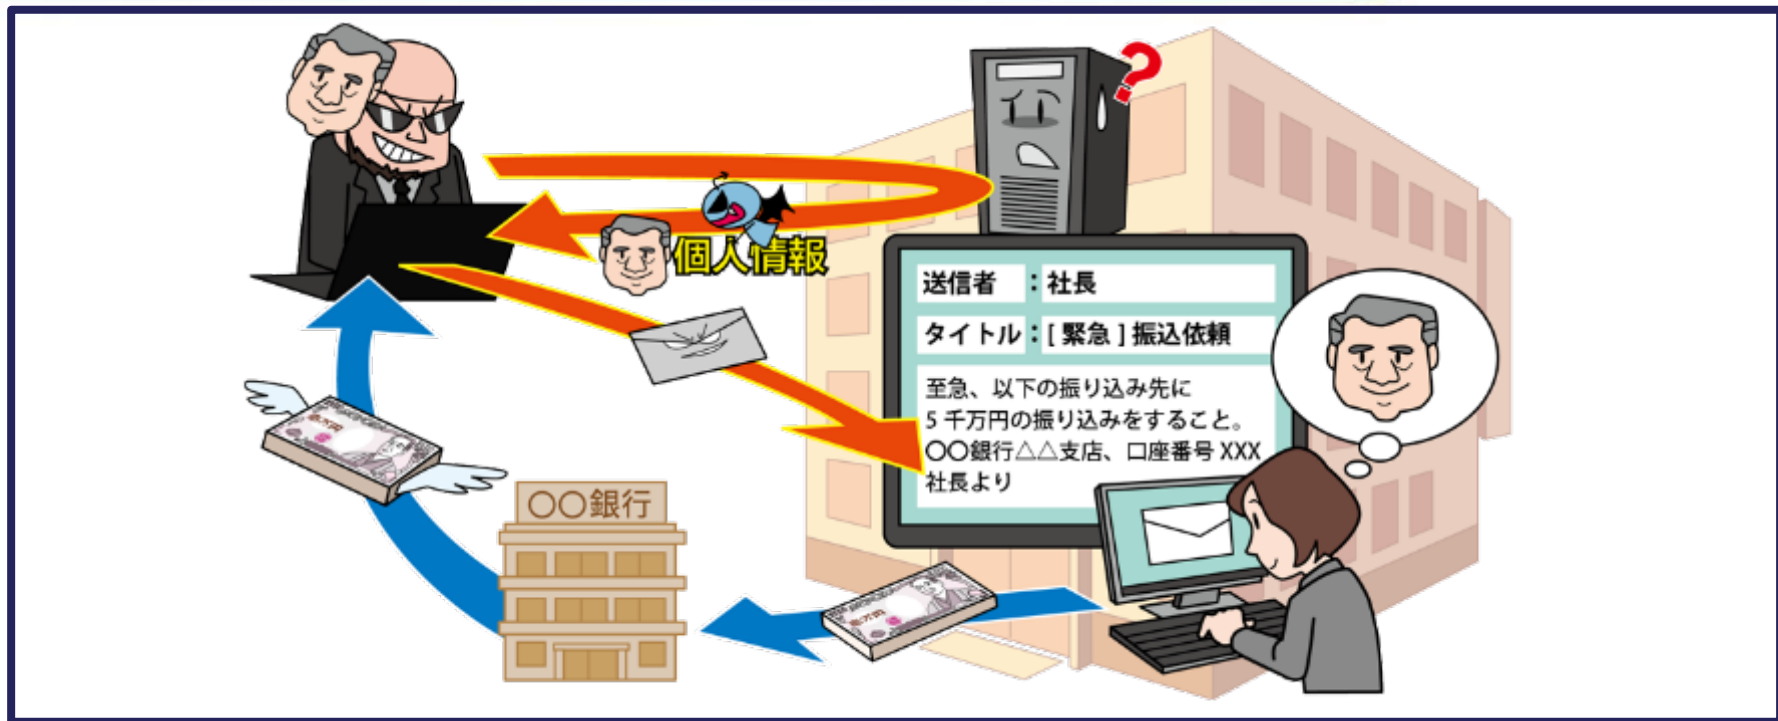 ?
個人情報
送信者 ：社長
タイトル：[ 緊急 ] 振込依頼
至急、以下の振り込み先に
5 千万円の振り込みをすること。
〇〇銀行△△支店、口座番号 XXX
社長より
〇〇銀行